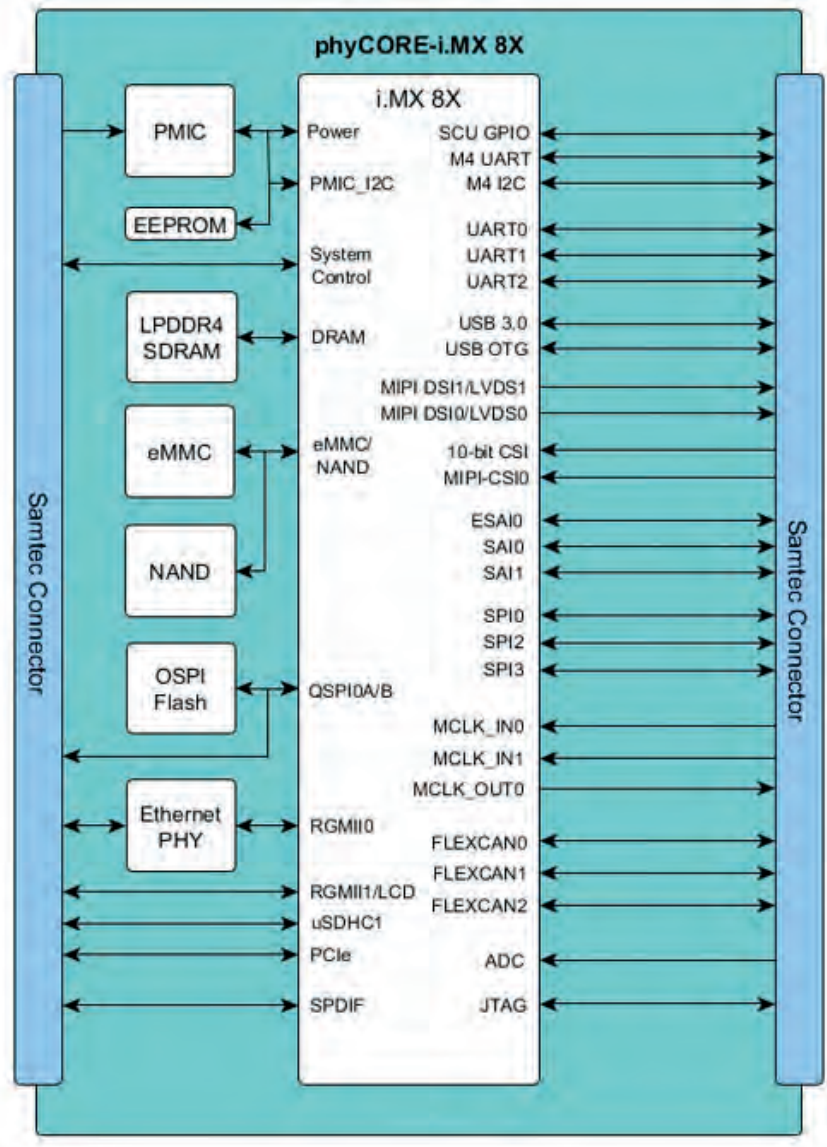 phyCORE-i.MX 8X
i.MX 8X
Samtec Connector
PMIC
EEPROM
LPDDR4
SDRAM
eMMC
NAND
OSPI
Flash
Ethernet
PHY
Power
PMIC_I2C
System
Control
DRAM
eMMC/
NAND
QSPI0A/B
RGMII0
RGMII1/LCD
uSDHC1
PCIe
SPDIF
SCU GPIO
M4 UART
M4 I2C
UART0
UART1
UART2
USB 3.0
USB OTG
MIPI DSI1/LVDS1
MIPI DSI0/LVDS0
10-bit CSI
MIPI-CSI0
ESAI0
SAI0
SAI1
SPI0
SPI2
SPI3
MCLK_IN0
MCLK_IN1
MCLK_OUT0
FLEXCAN0
FLEXCAN1
FLEXCAN2
ADC
JTAG
Samtec Connector